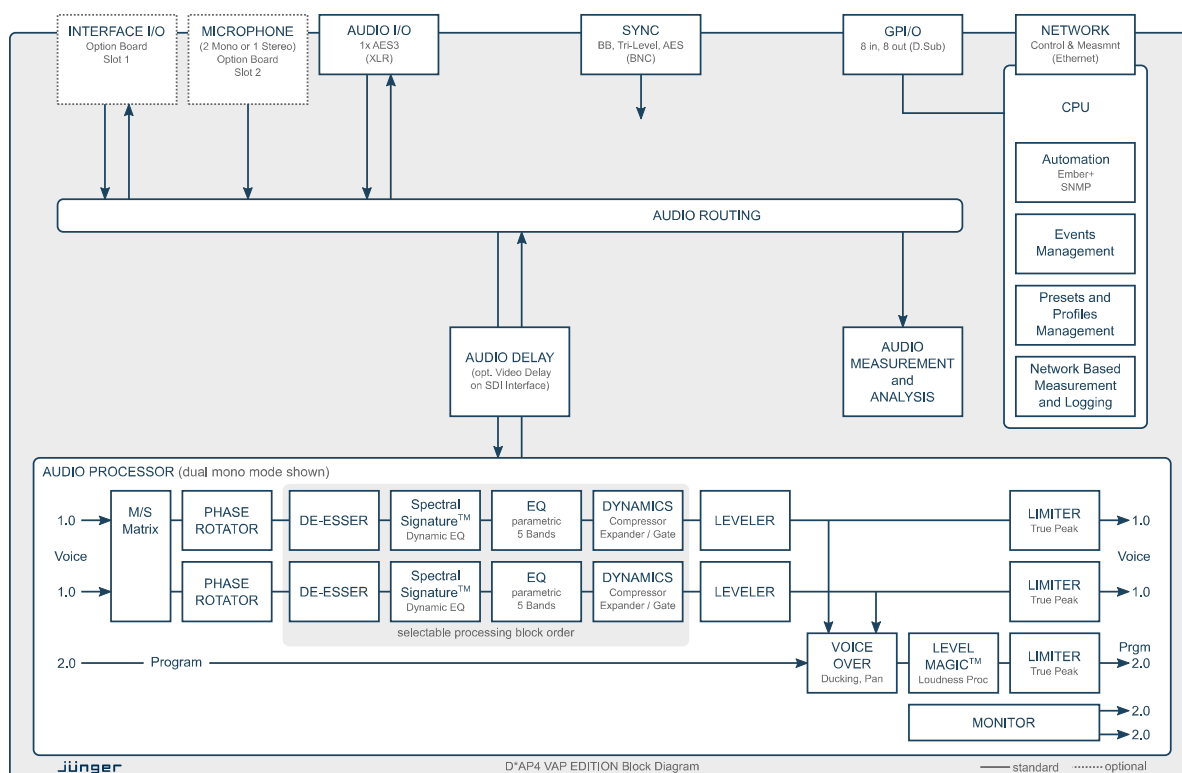 INTERFACE I/O
Option Board
Slot 1
MICROPHONE
(2 Mono or 1 Stereo)
Option Board
Slot 2
AUDIO I/O
1x AES3
(XLR)
SYNC
BB, Tri-Level, AES
(BNC)
GPI/O
8 in, 8 out (D.Sub)
NETWORK
Control & Measmnt
(Ethernet)
CPU
Automation
Ember+
SNMP
Events
Management
Presets and
Profiles
Management
Network Based
Measurement
and Logging
AUDIO ROUTING
AUDIO DELAY
(opt. Video Delay
on SDI Interface)
AUDIO
MEASUREMENT
and
ANALYSIS
AUDIO PROCESSOR (dual mono mode shown)
1.0
Voice
1.0
M/S
Matrix
PHASE
ROTATOR
DE-ESSER
Spectral
Signature™
Dynamic EQ
EQ
parametric
5 Bands
DYNAMICS
Compressor
Expander / Gate
LEVELER
LIMITER
True Peak
1.0
Voice
PHASE
ROTATOR
DE-ESSER
Spectral
Signature™
Dynamic EQ
EQ
parametric
5 Bands
DYNAMICS
Compressor
Expander / Gate
LEVELER
LIMITER
True Peak
1.0
selectable processing block order
2.0
Program
VOICE
OVER
Ducking, Pan
LEVEL
MAGIC™
Loudness Proc
LIMITER
True Peak
Prgm
2.0
MONITOR
2.0
2.0
jünger
D*AP4 VAP EDITION Block Diagram
standard
optional